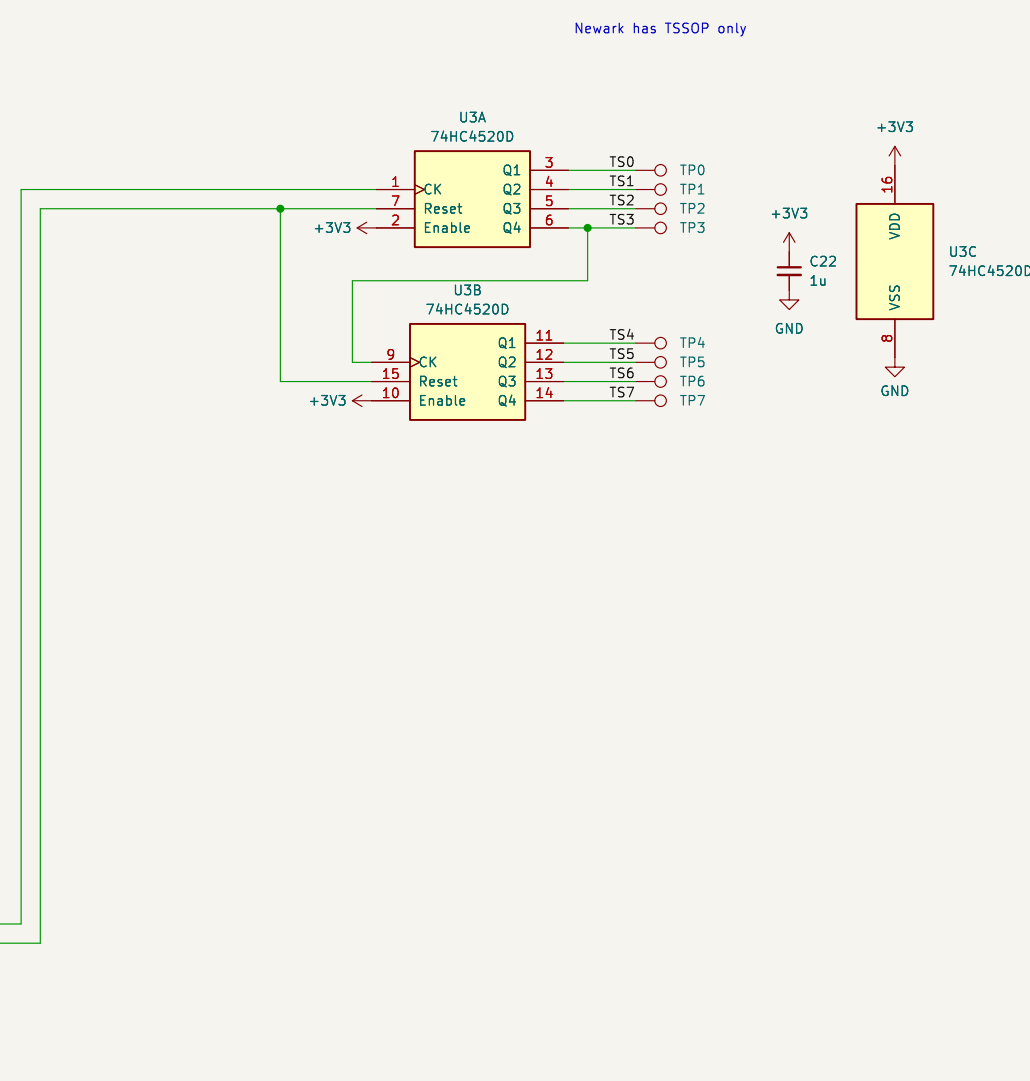 Newark has TSSOP only
U3A
74HC4520D
1 CK
7 Reset
+3V3 2 Enable
Q1 3 TS0 TP0
Q2 4 TS1 TP1
Q3 5 TS2 TP2
Q4 6 TS3 TP3
U3B
74HC4520D
9 CK
15 Reset
+3V3 10 Enable
Q1 11 TS4 TP4
Q2 12 TS5 TP5
Q3 13 TS6 TP6
Q4 14 TS7 TP7
+3V3
C22
1u
GND
+3V3
16
VDD
U3C
74HC4520D
VSS
8
GND